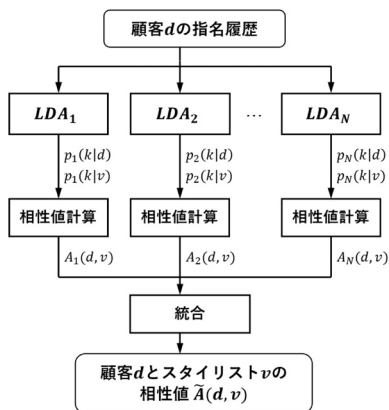 顧客dの指名履歴
LDA₁
LDA₂
...
LDA_N
p₁(k|d)
p₁(k|v)
p₂(k|d)
p₂(k|v)
p_N(k|d)
p_N(k|v)
相性値計算
相性値計算
相性値計算
A₁(d, v)
A₂(d, v)
A_N(d, v)
統合
顧客dとスタイリストvの
相性値 Ã(d, v)